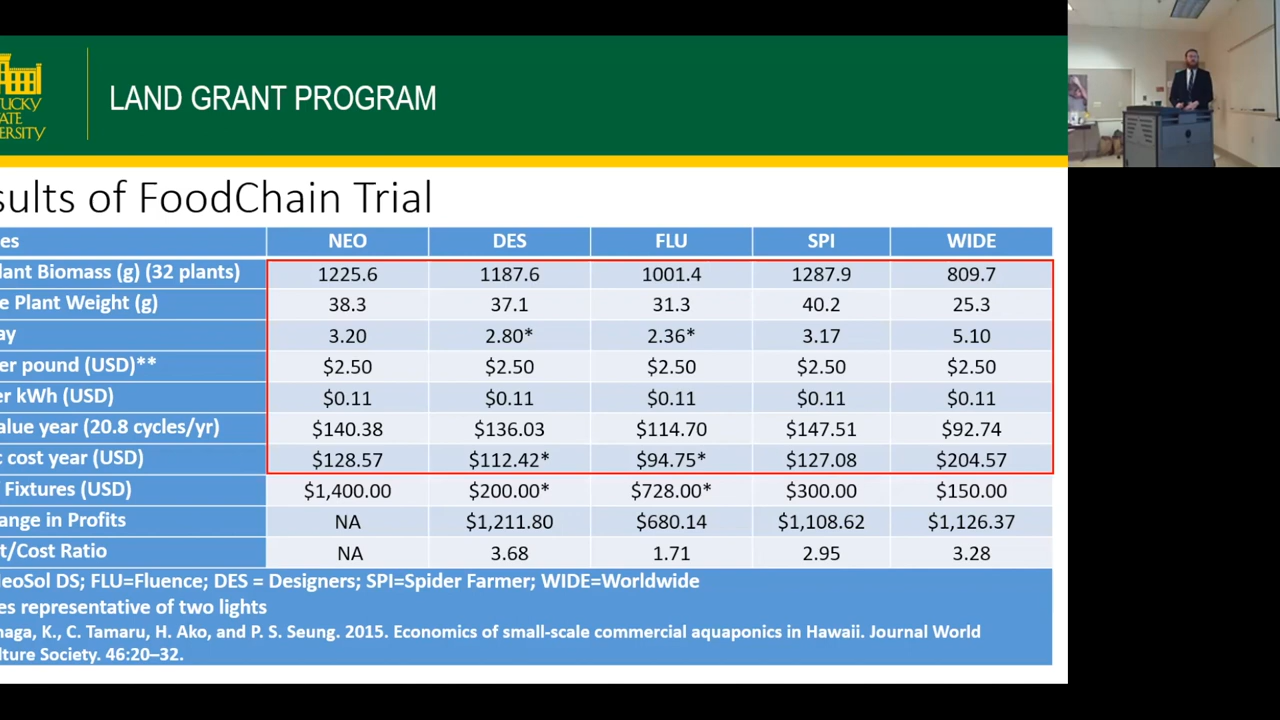 UCKY
ATE
ERSITY
LAND GRANT PROGRAM
sults of FoodChain Trial
es NEO DES FLU SPI WIDE
lant Biomass (g) (32 plants) 1225.6 1187.6 1001.4 1287.9 809.7
e Plant Weight (g) 38.3 37.1 31.3 40.2 25.3
ay 3.20 2.80* 2.36* 3.17 5.10
er pound (USD)** $2.50 $2.50 $2.50 $2.50 $2.50
er kWh (USD) $0.11 $0.11 $0.11 $0.11 $0.11
alue year (20.8 cycles/yr) $140.38 $136.03 $114.70 $147.51 $92.74
c cost year (USD) $128.57 $112.42* $94.75* $127.08 $204.57
Fixtures (USD) $1,400.00 $200.00* $728.00* $300.00 $150.00
ange in Profits NA $1,211.80 $680.14 $1,108.62 $1,126.37
t/Cost Ratio NA 3.68 1.71 2.95 3.28
leoSol DS; FLU=Fluence; DES = Designers; SPI=Spider Farmer; WIDE=Worldwide
es representative of two lights
naga, K., C. Tamaru, H. Ako, and P. S. Seung. 2015. Economics of small-scale commercial aquaponics in Hawaii. Journal World
lture Society. 46:20–32.